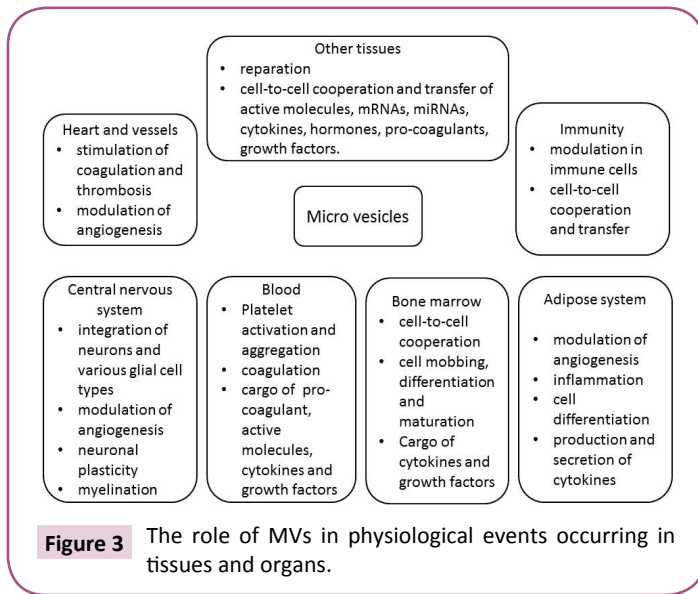 Other tissues
• reparation
• cell-to-cell cooperation and transfer of
active molecules, mRNAs, miRNAs,
cytokines, hormones, pro-coagulants,
growth factors.
Heart and vessels
• stimulation of
coagulation and
thrombosis
• modulation of
angiogenesis
Immunity
• modulation in
immune cells
• cell-to-cell
cooperation
and transfer
Micro vesicles
Central nervous
system
• integration of
neurons and
various glial cell
types
• modulation of
angiogenesis
• neuronal
plasticity
• myelination
Blood
• Platelet
activation and
aggregation
• coagulation
• cargo of pro-
coagulant,
active
molecules,
cytokines and
growth factors
Bone marrow
• cell-to-cell
cooperation
• cell mobbing,
differentiation
and
maturation
• Cargo of
cytokines and
growth factors
Adipose system
• modulation of
angiogenesis
• inflammation
• cell
differentiation
• production and
secretion of
cytokines
Figure 3 The role of MVs in physiological events occurring in
tissues and organs.